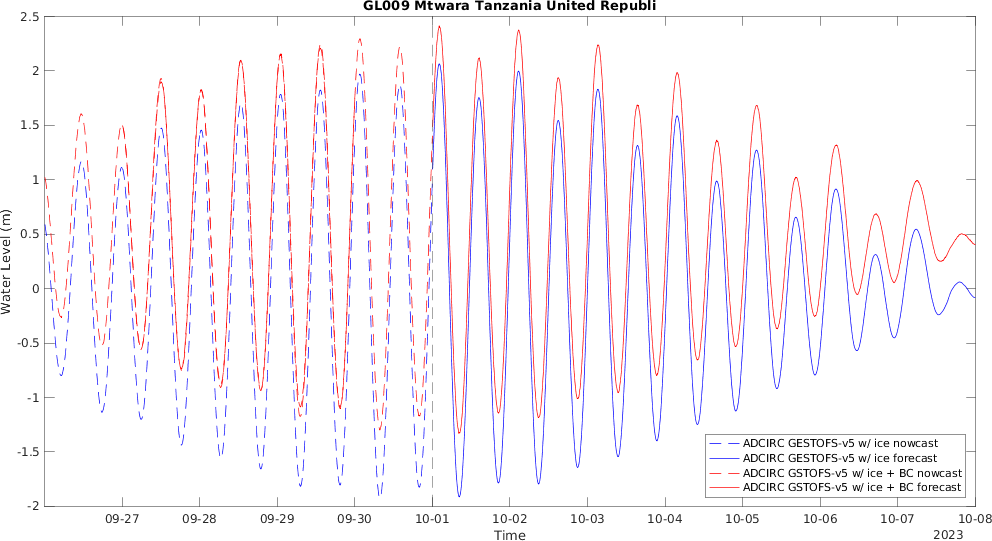 GL009 Mtwara Tanzania United Republi
2.5
2
1.5
1
0.5
0
-0.5
-1
-1.5
-2
Water Level (m)
ADCIRC GESTOFS-v5 w/ ice nowcast
ADCIRC GESTOFS-v5 w/ ice forecast
ADCIRC GSTOFS-v5 w/ ice + BC nowcast
ADCIRC GSTOFS-v5 w/ ice + BC forecast
09-27 09-28 09-29 09-30 10-01 10-02 10-03 10-04 10-05 10-06 10-07 10-08
Time
2023